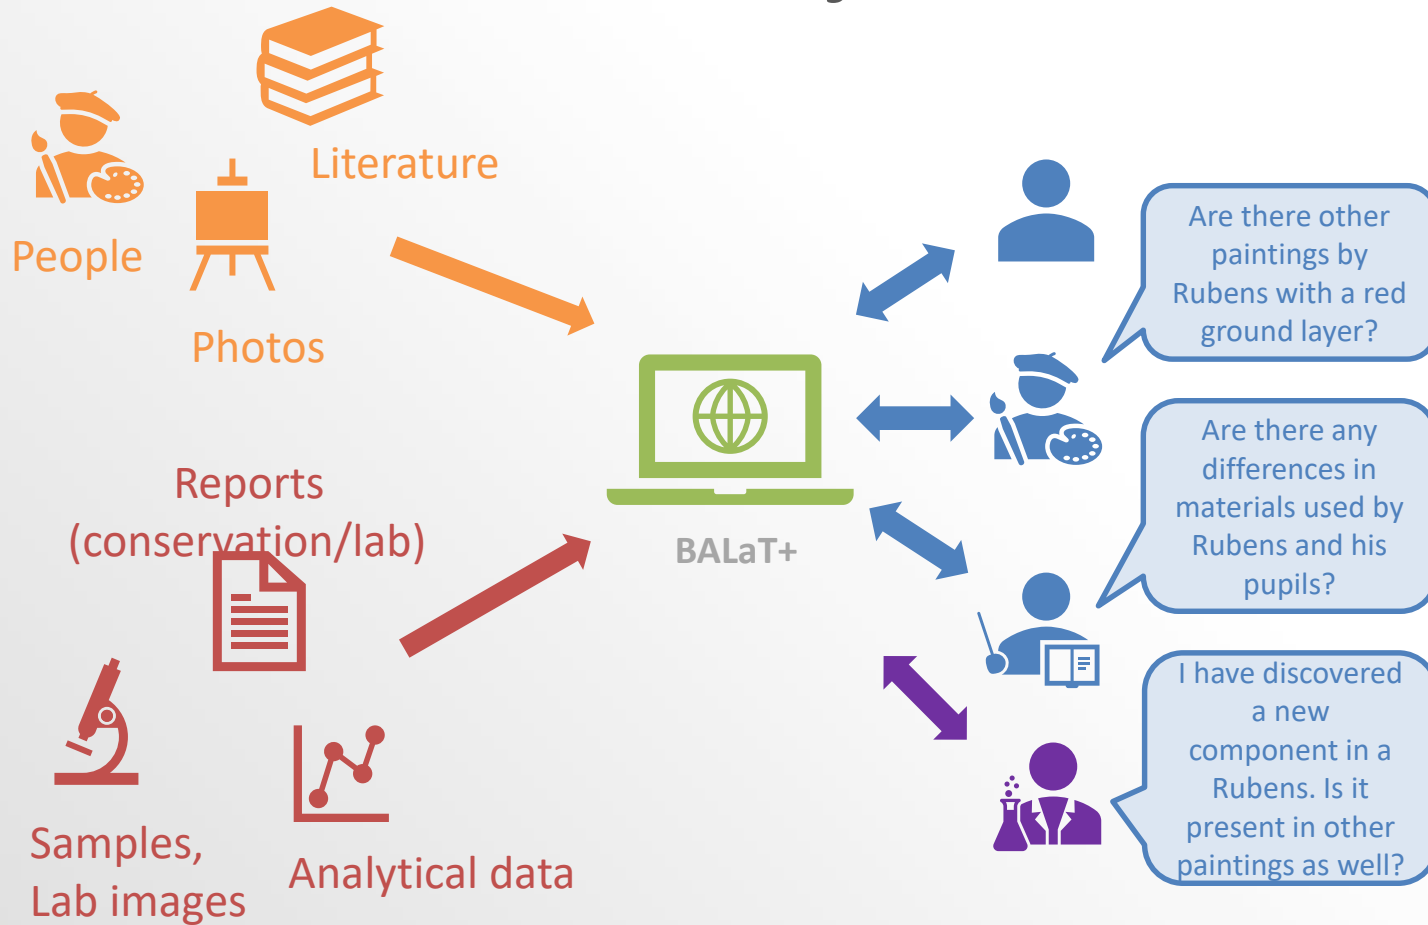 Literature
People
Photos
Reports
(conservation/lab)
Samples,
Lab images
Analytical data
BALaT+
Are there other
paintings by
Rubens with a red
ground layer?
Are there any
differences in
materials used by
Rubens and his
pupils?
I have discovered
a new
component in a
Rubens. Is it
present in other
paintings as well?